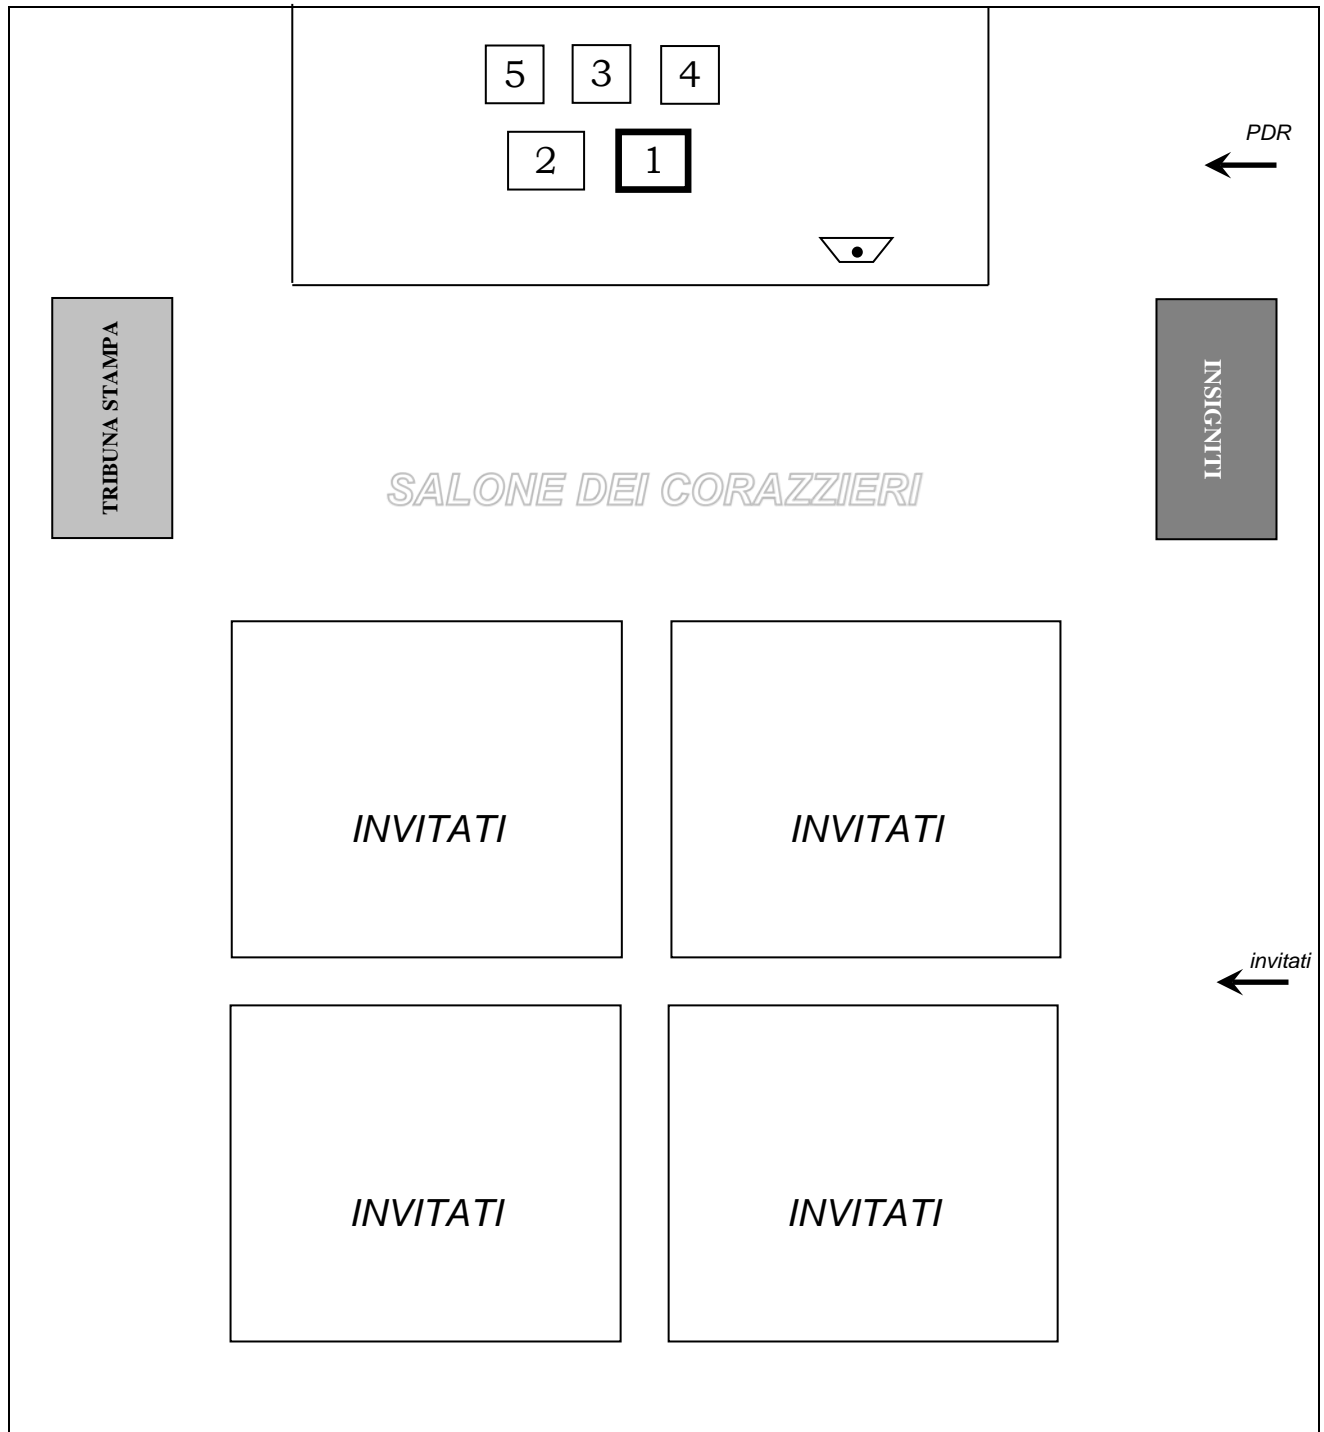 5 3 4
PDR
2 1
TRIBUNA STAMPA
INSIGNITI
SALONE DEI CORAZZIERI
INVITATI INVITATI
invitati
INVITATI INVITATI